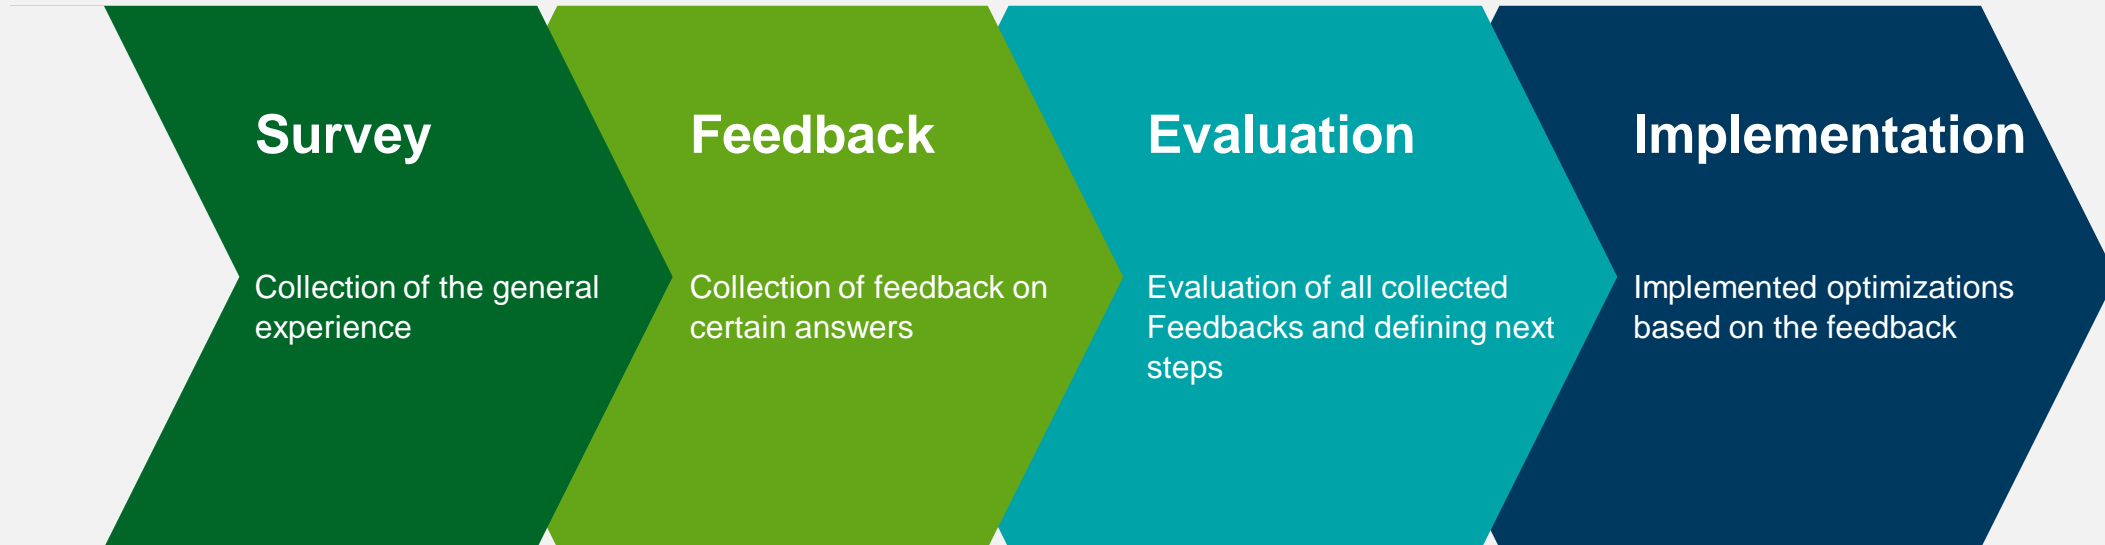 Survey
Collection of the general
experience
Feedback
Collection of feedback on
certain answers
Evaluation
Evaluation of all collected
Feedbacks and defining next
steps
Implementation
Implemented optimizations
based on the feedback